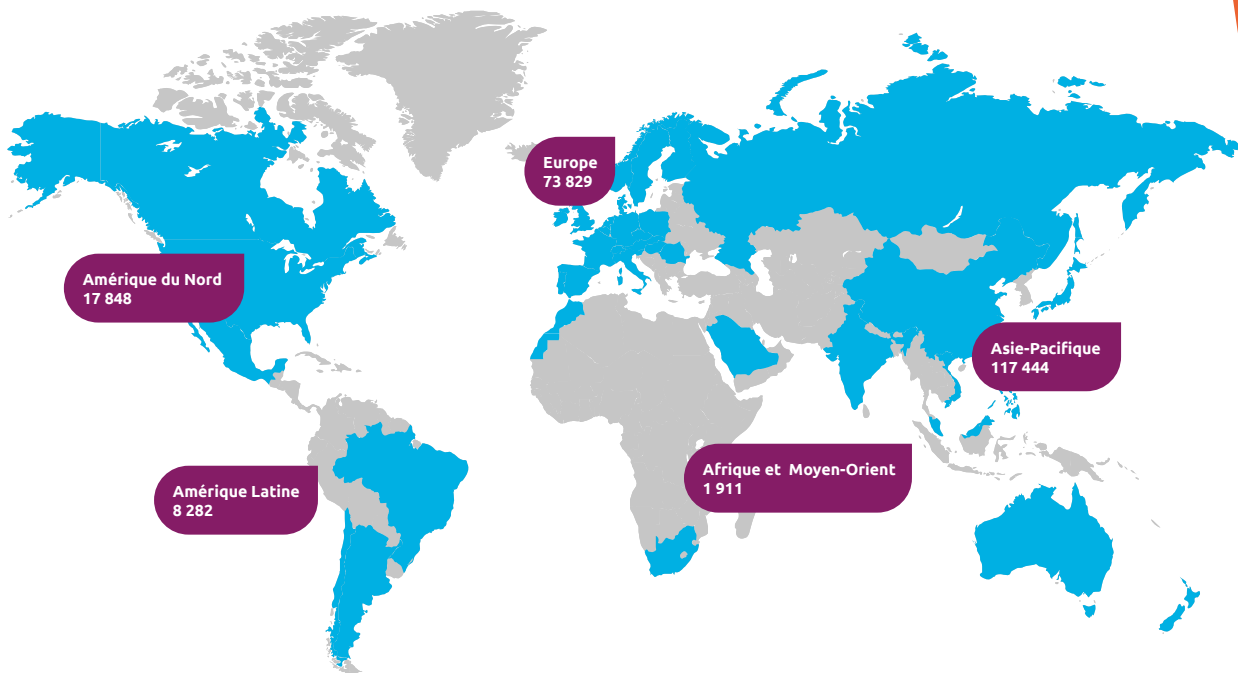 Europe
73 829
Amérique du Nord
17 848
Asie-Pacifique
117 444
Afrique et Moyen-Orient
1 911
Amérique Latine
8 282